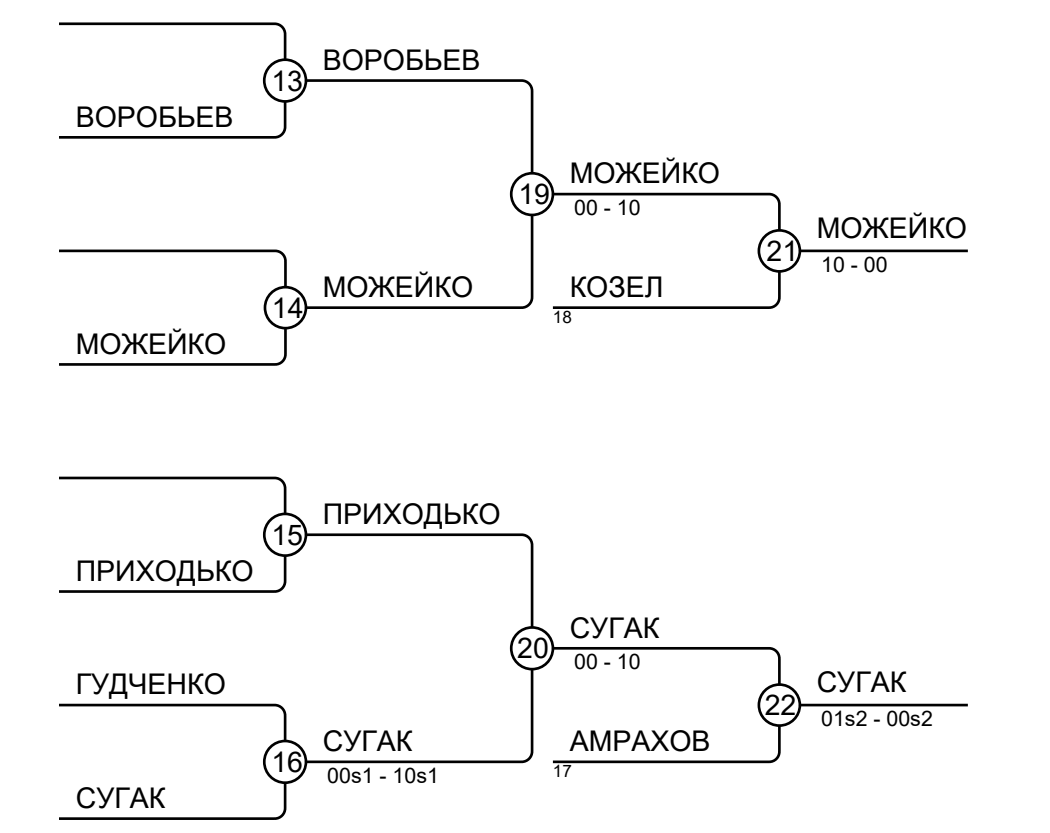 ВОРОБЬЕВ
13
ВОРОБЬЕВ
МОЖЕЙКО
19
00 - 10
МОЖЕЙКО
21
10 - 00
МОЖЕЙКО
14
КОЗЕЛ
18
МОЖЕЙКО
ПРИХОДЬКО
15
ПРИХОДЬКО
СУГАК
20
00 - 10
ГУДЧЕНКО
СУГАК
22
01s2 - 00s2
СУГАК
16
00s1 - 10s1
АМРАХОВ
17
СУГАК